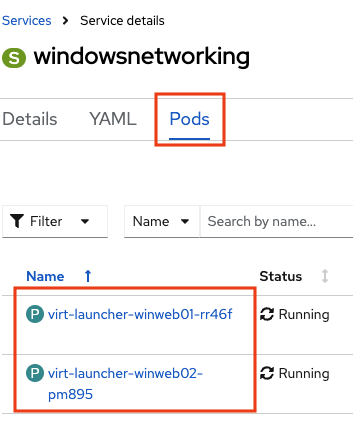 Services > Service details
S windowsnetworking
Details YAML Pods
Filter Name Search by name...
Name Status
P virt-launcher-winweb01-rr46f Running
P virt-launcher-winweb02- Running
pm895